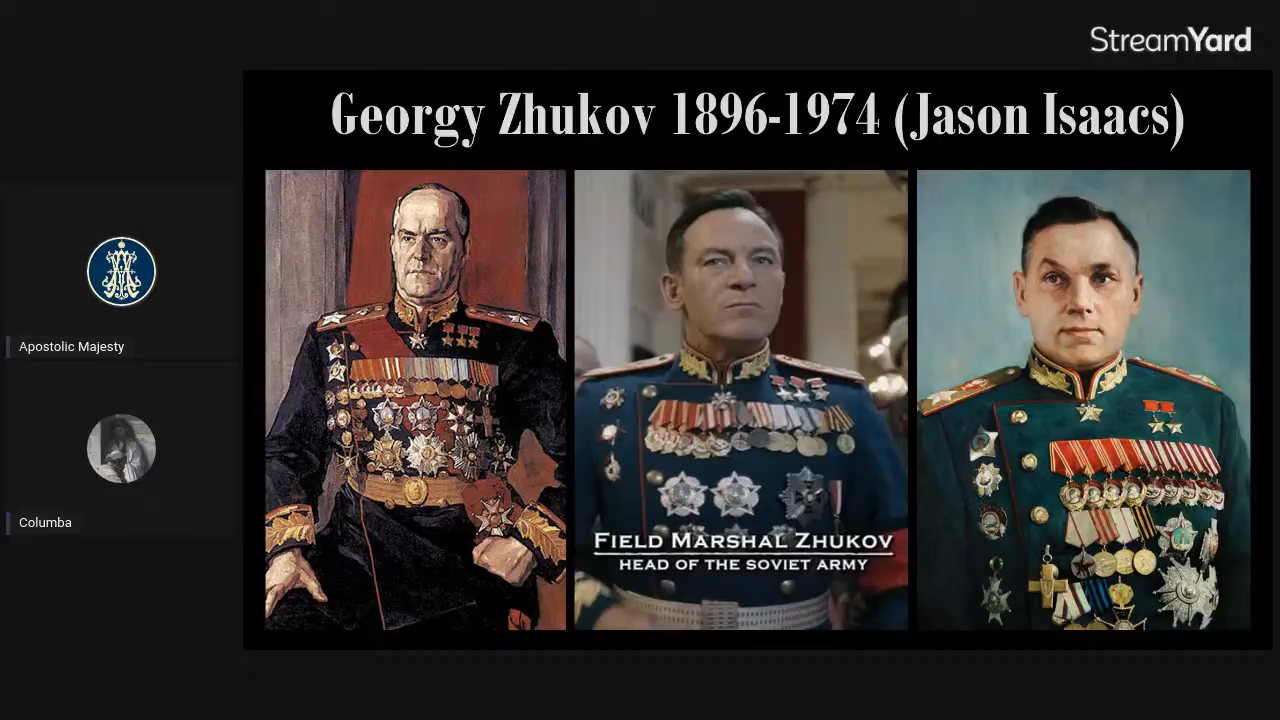 StreamYard
Georgy Zhukov 1896-1974 (Jason Isaacs)
Apostolic Majesty
Columba
Field Marshal Zhukov
Head of the Soviet Army